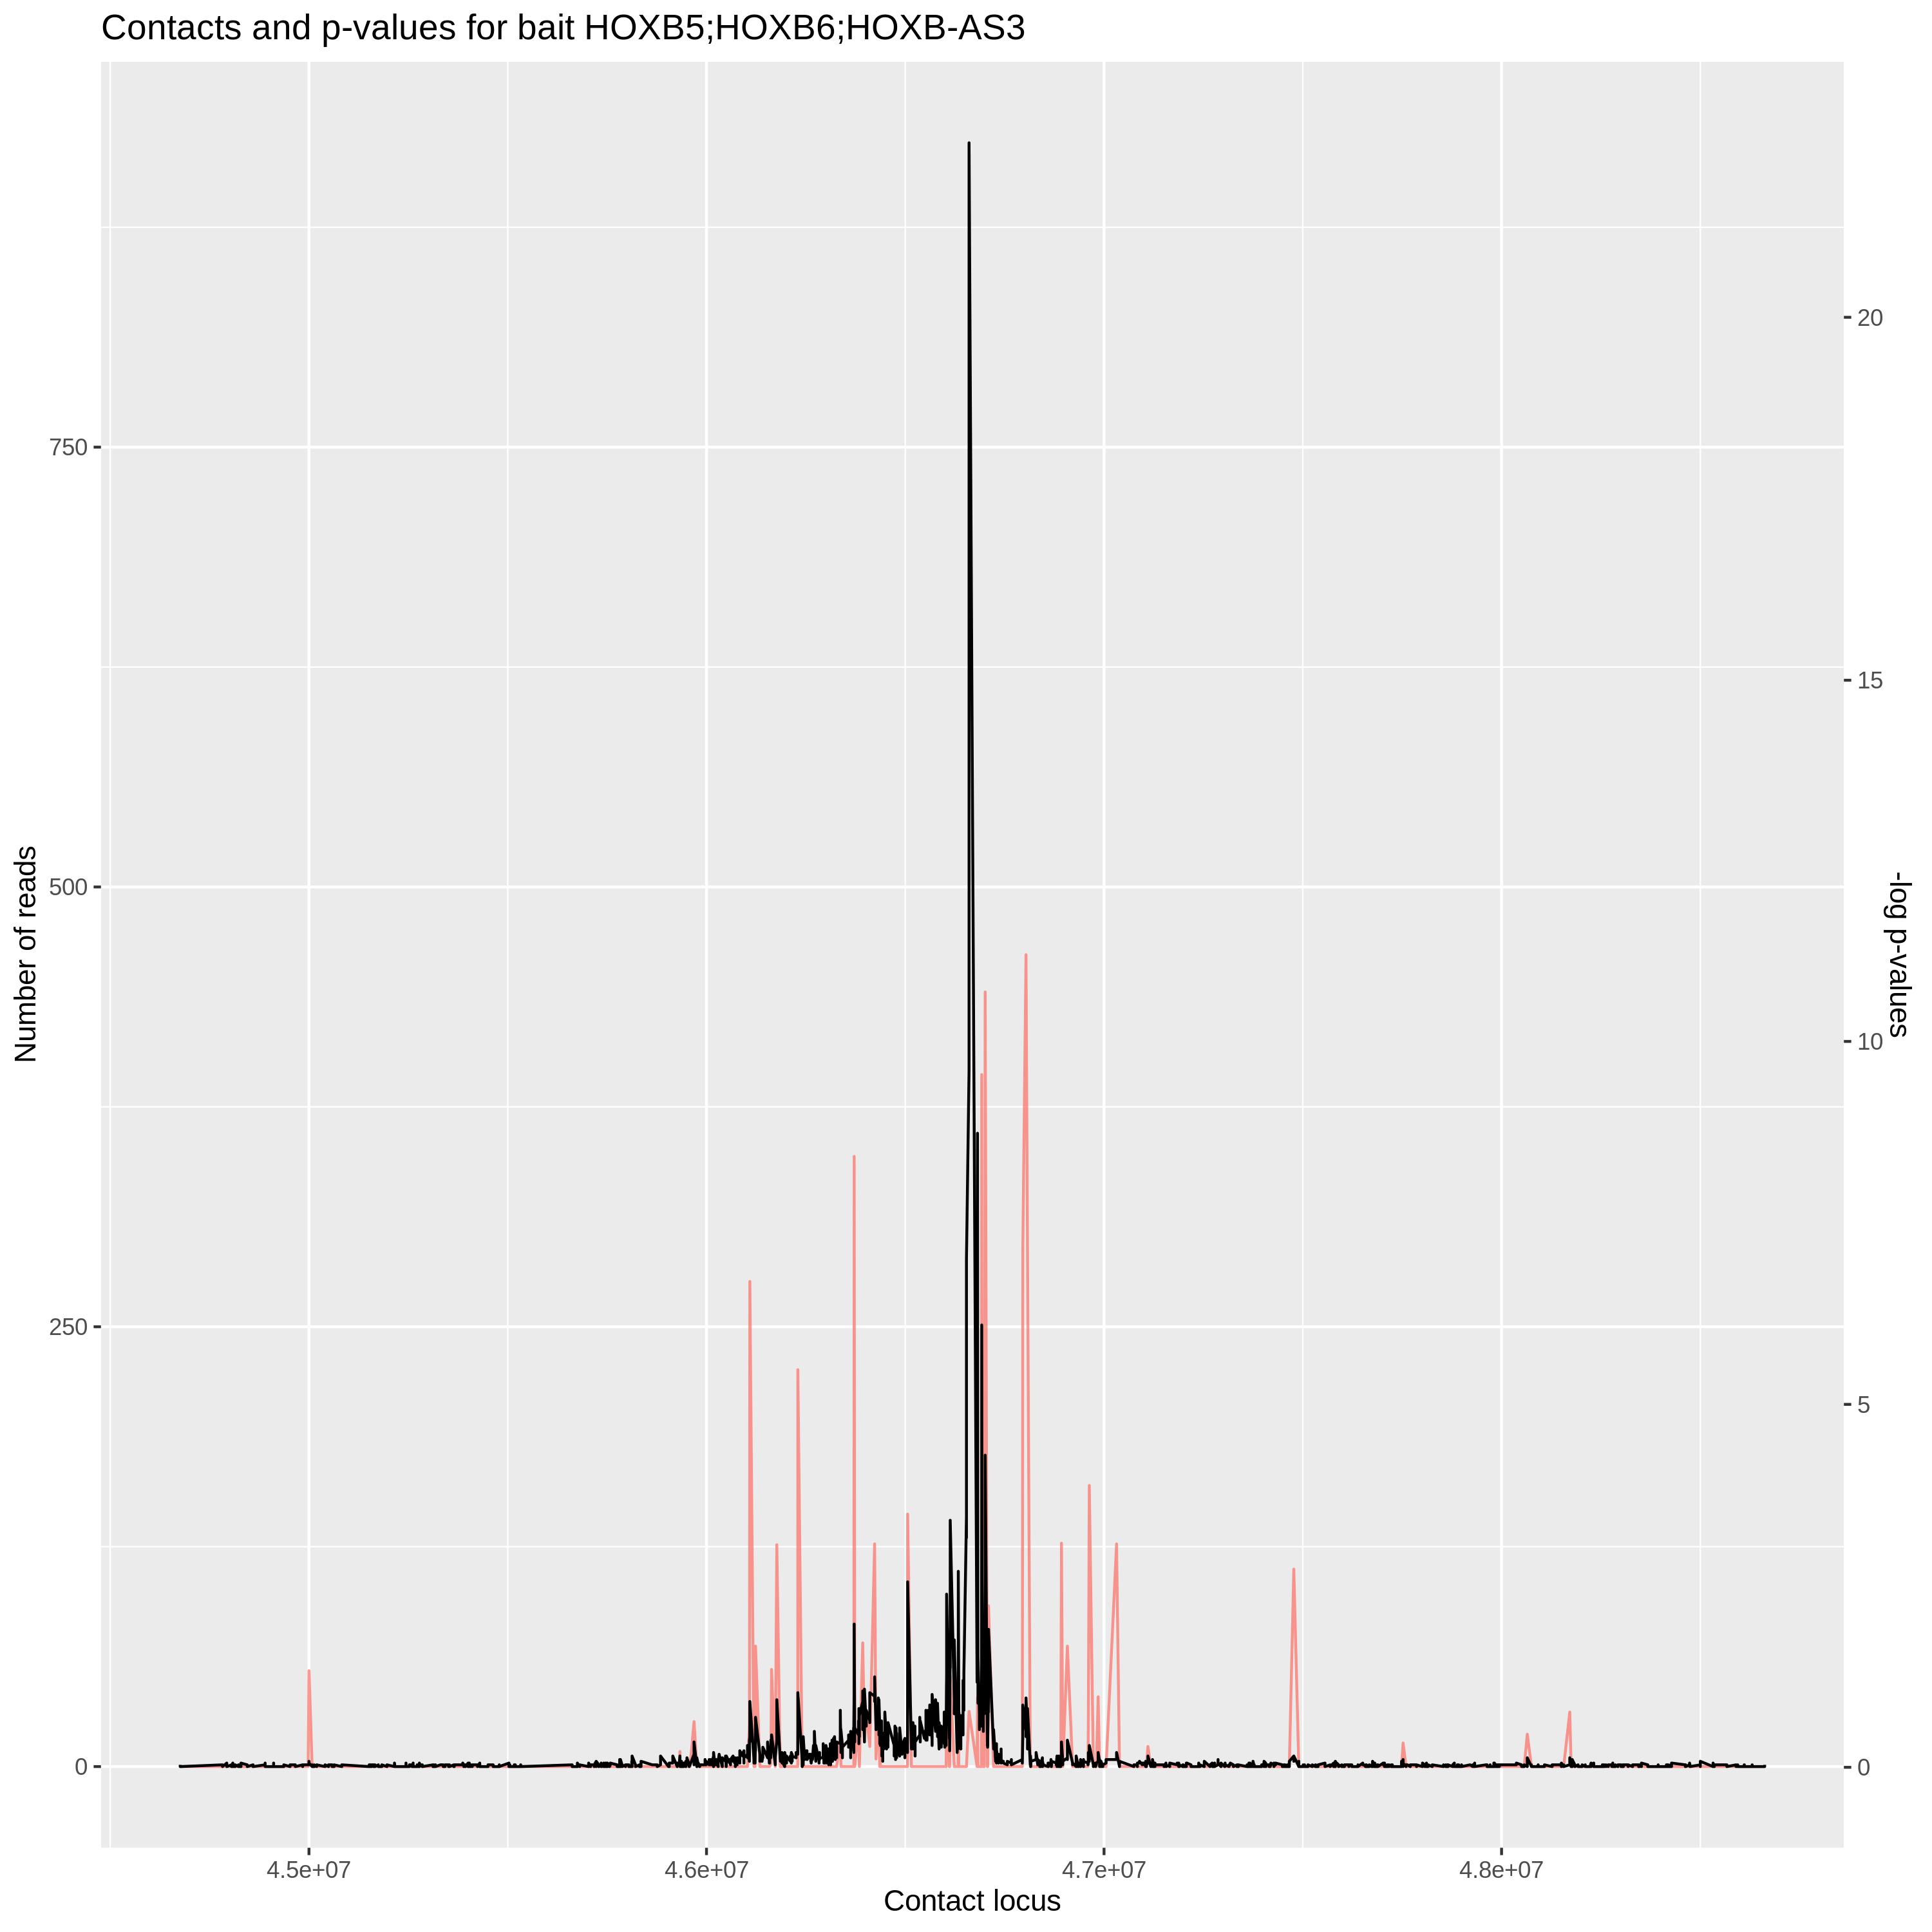 Contacts and p-values for bait HOXB5;HOXB6;HOXB-AS3
Number of reads
750
500
250
0
20
15
10
5
0
-log p-values
4.5e+07
4.6e+07
4.7e+07
4.8e+07
Contact locus